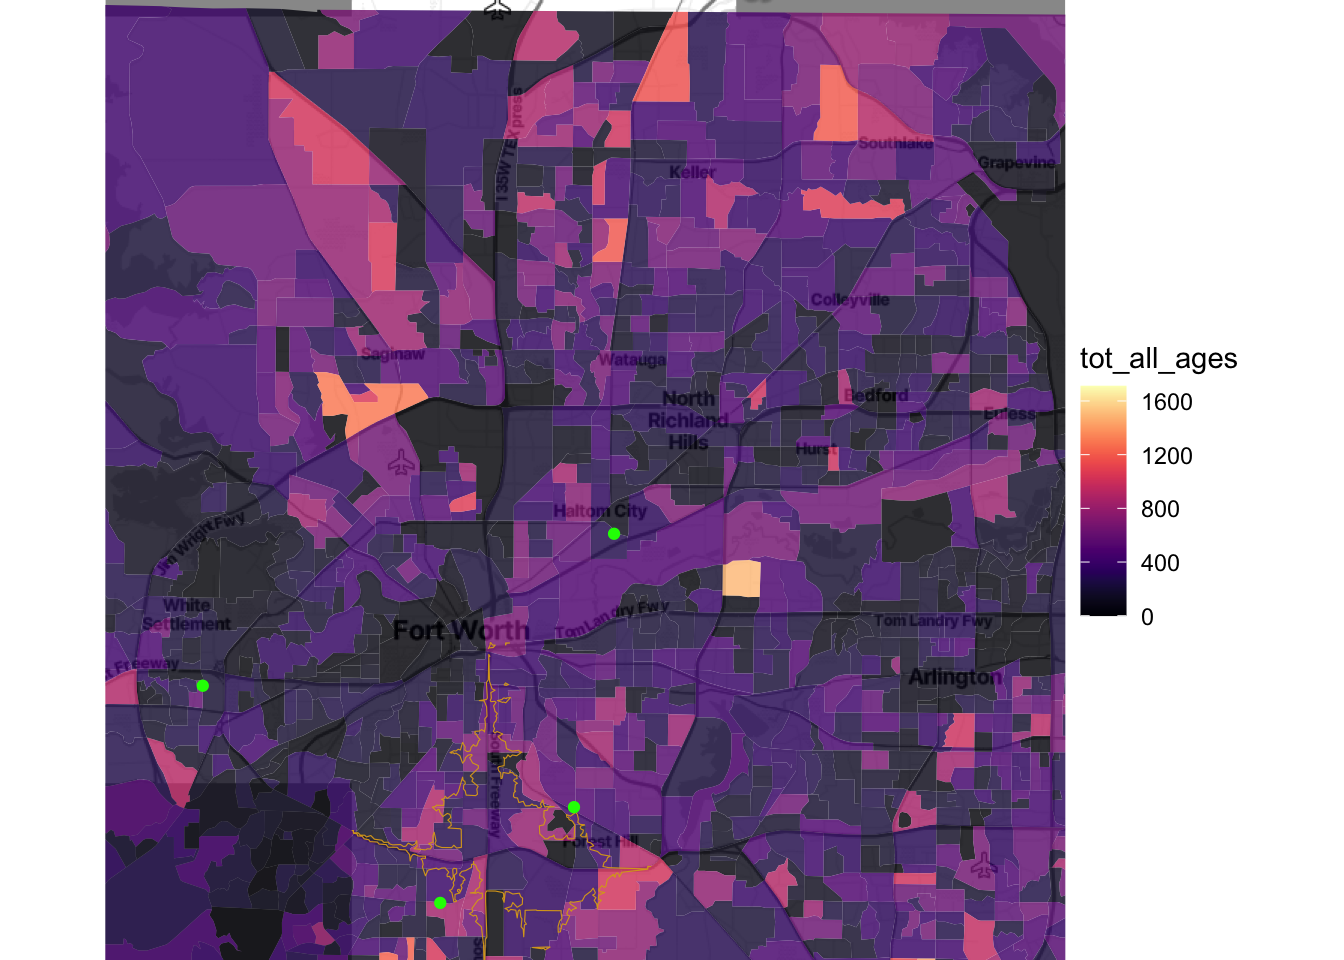 I 35W TEXpress
Southlake
Grapevine
Keller
Colleyville
Saginaw
Watauga
North
Richland
Hills
Bedford
Euless
Hurst
Haltom City
Jim Wright Fwy
White
Settlement
Fort Worth
Tom Landry Fwy
Tom Landry Fwy
Freeway
Arlington
South Freeway
Forest Hill
tot_all_ages
1600
1200
800
400
0